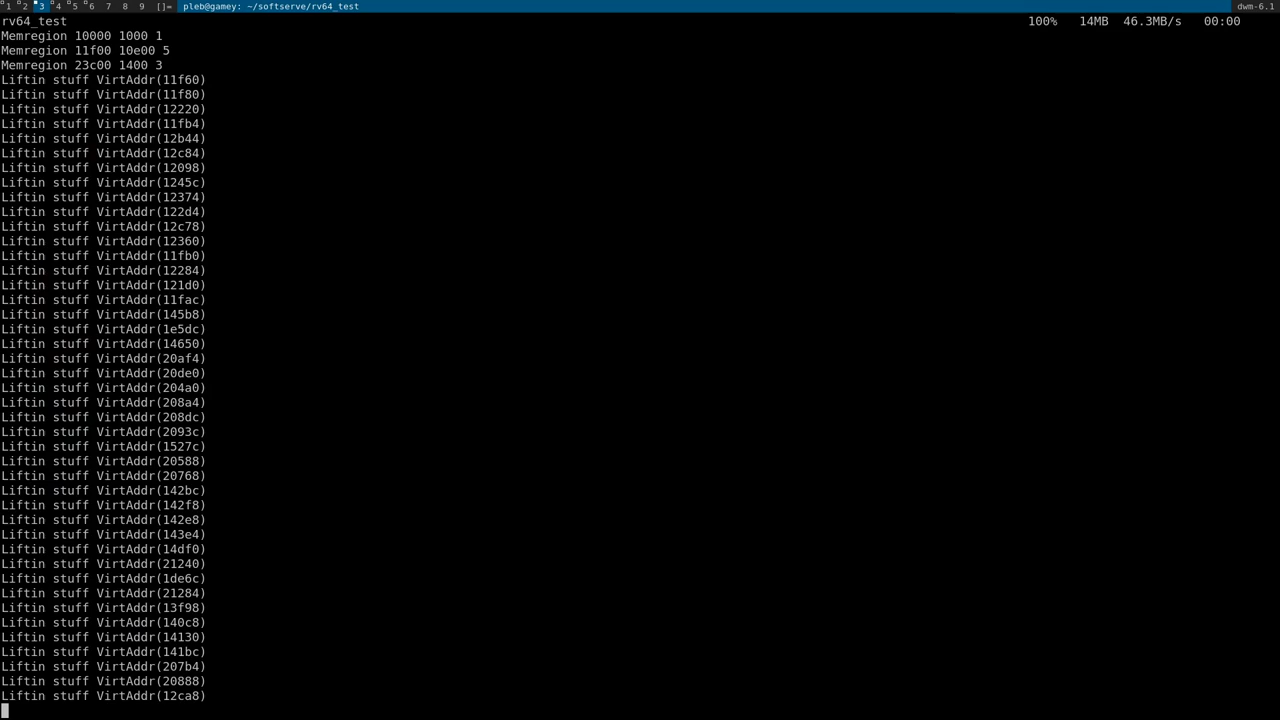 1 2 3 4 5 6 7 8 9 []= pleb@gamey: ~/softserve/rv64_test dwm-6.1
rv64_test 100% 14MB 46.3MB/s 00:00
Memregion 10000 1000 1
Memregion 11f00 10e00 5
Memregion 23c00 1400 3
Liftin stuff VirtAddr(11f60)
Liftin stuff VirtAddr(11f80)
Liftin stuff VirtAddr(12220)
Liftin stuff VirtAddr(11fb4)
Liftin stuff VirtAddr(12b44)
Liftin stuff VirtAddr(12c84)
Liftin stuff VirtAddr(12098)
Liftin stuff VirtAddr(1245c)
Liftin stuff VirtAddr(12374)
Liftin stuff VirtAddr(122d4)
Liftin stuff VirtAddr(12c78)
Liftin stuff VirtAddr(12360)
Liftin stuff VirtAddr(11fb0)
Liftin stuff VirtAddr(12284)
Liftin stuff VirtAddr(121d0)
Liftin stuff VirtAddr(11fac)
Liftin stuff VirtAddr(145b8)
Liftin stuff VirtAddr(1e5dc)
Liftin stuff VirtAddr(14650)
Liftin stuff VirtAddr(20af4)
Liftin stuff VirtAddr(20de0)
Liftin stuff VirtAddr(204a0)
Liftin stuff VirtAddr(208a4)
Liftin stuff VirtAddr(208dc)
Liftin stuff VirtAddr(2093c)
Liftin stuff VirtAddr(1527c)
Liftin stuff VirtAddr(20588)
Liftin stuff VirtAddr(20768)
Liftin stuff VirtAddr(142bc)
Liftin stuff VirtAddr(142f8)
Liftin stuff VirtAddr(142e8)
Liftin stuff VirtAddr(143e4)
Liftin stuff VirtAddr(14df0)
Liftin stuff VirtAddr(21240)
Liftin stuff VirtAddr(1de6c)
Liftin stuff VirtAddr(21284)
Liftin stuff VirtAddr(13f98)
Liftin stuff VirtAddr(140c8)
Liftin stuff VirtAddr(14130)
Liftin stuff VirtAddr(141bc)
Liftin stuff VirtAddr(207b4)
Liftin stuff VirtAddr(20888)
Liftin stuff VirtAddr(12ca8)